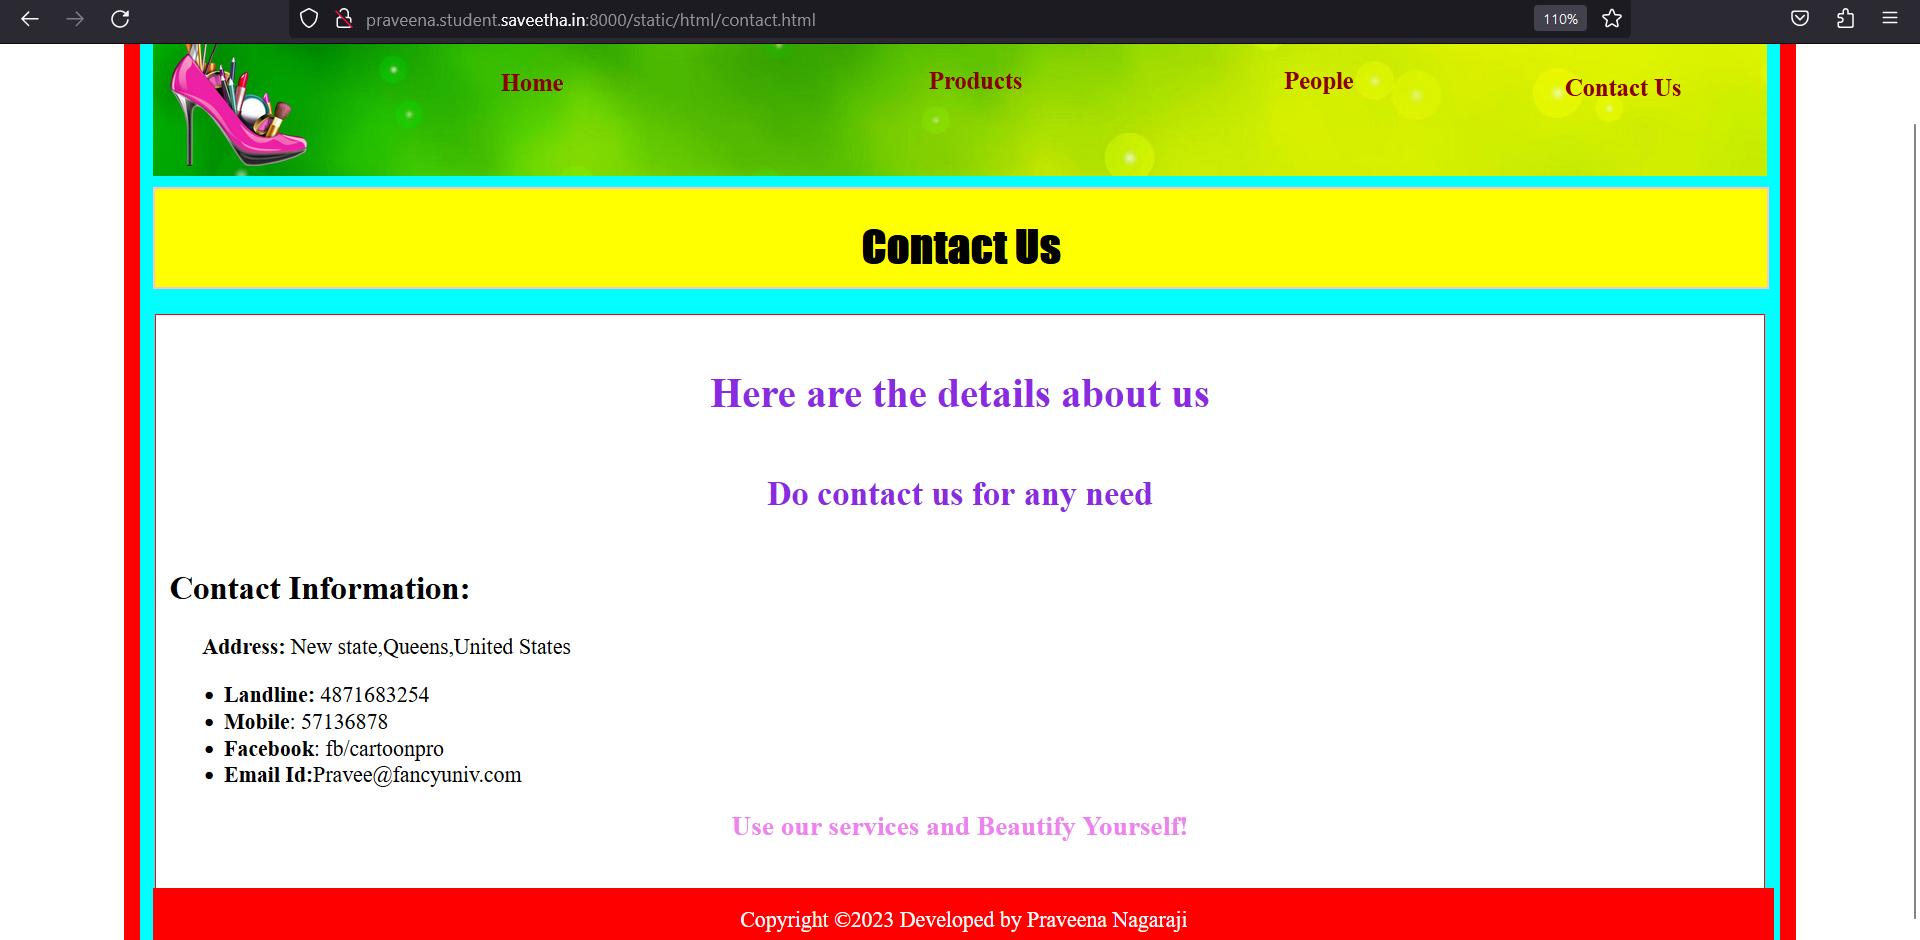 praveena.student.saveetha.in:8000/static/html/contact.html 110%
Home Products People Contact Us
Contact Us
Here are the details about us
Do contact us for any need
Contact Information:
Address: New state,Queens,United States
• Landline: 4871683254
• Mobile: 57136878
• Facebook: fb/cartoonpro
• Email Id:Pravee@fancyuniv.com
Use our services and Beautify Yourself!
Copyright ©2023 Developed by Praveena Nagaraji